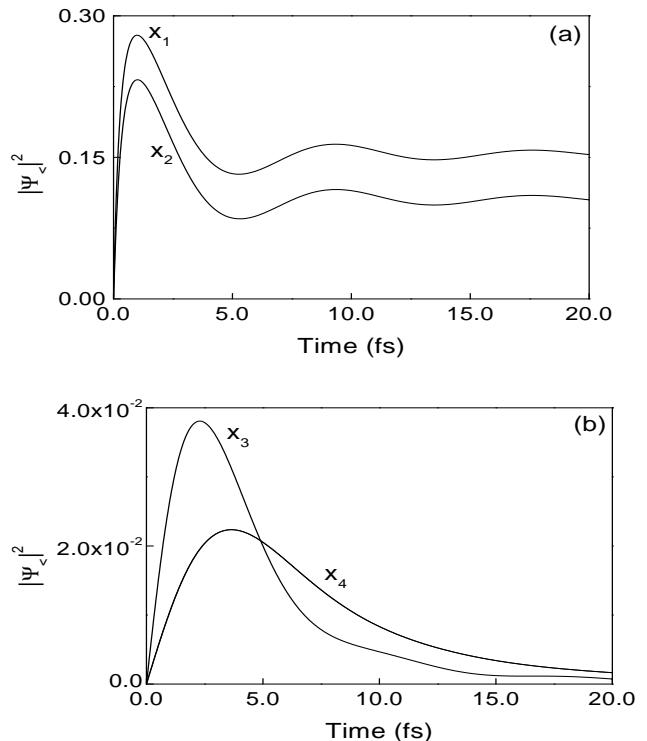 0.30
x₁
(a)
x₂
|Ψ<|²
0.15
0.00
0.0 5.0 10.0 15.0 20.0
Time (fs)
4.0x10⁻²
x₃
(b)
|Ψ<|²
2.0x10⁻²
x₄
0.0
0.0 5.0 10.0 15.0 20.0
Time (fs)